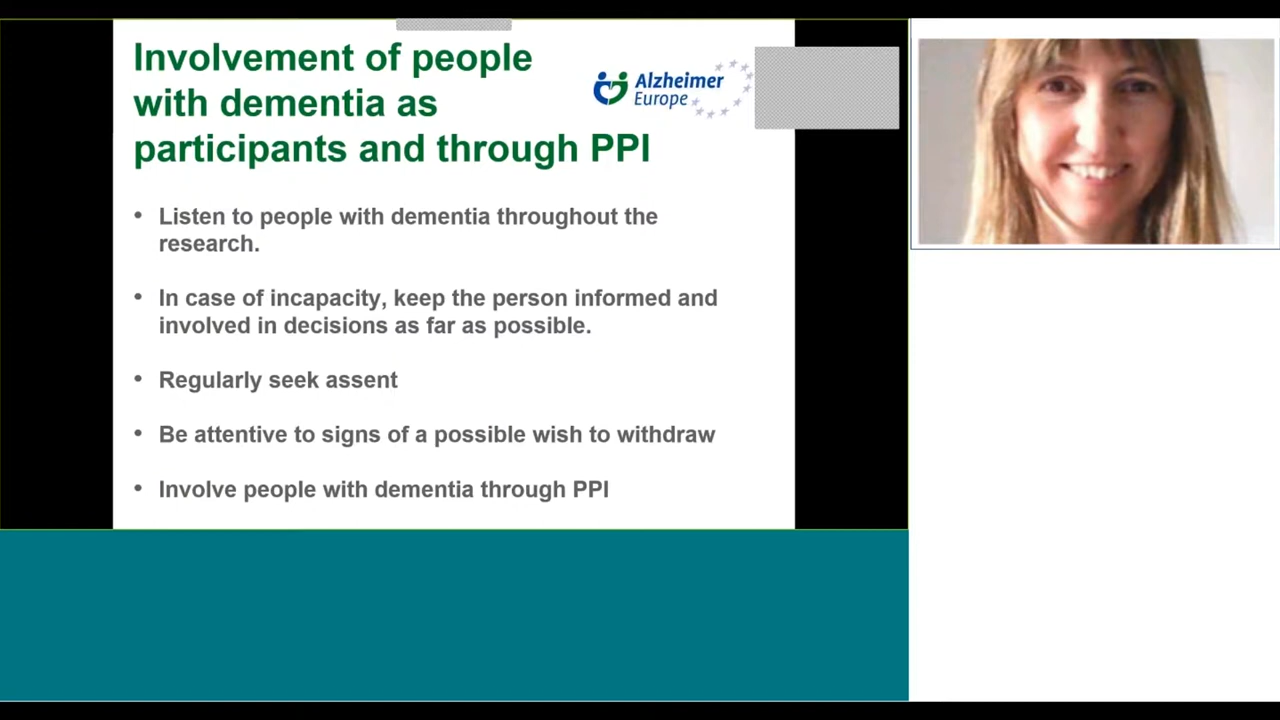 Involvement of people
with dementia as
participants and through PPI
Alzheimer
Europe
• Listen to people with dementia throughout the
research.
• In case of incapacity, keep the person informed and
involved in decisions as far as possible.
• Regularly seek assent
• Be attentive to signs of a possible wish to withdraw
• Involve people with dementia through PPI